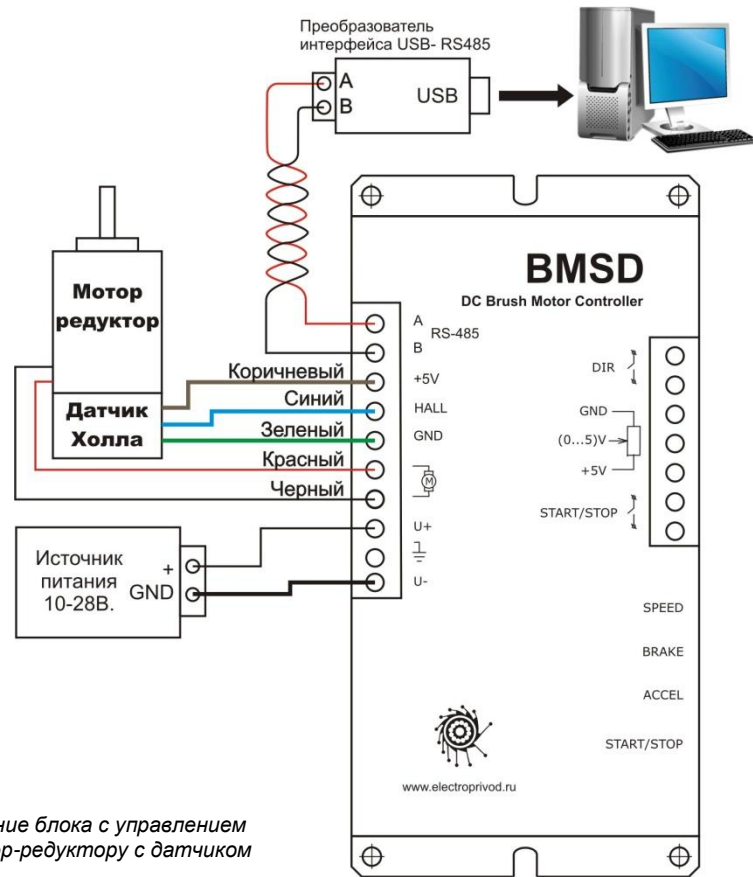 Преобразователь
интерфейса USB- RS485
A
B
USB
BMSD
DC Brush Motor Controller
Мотор
редуктор
Датчик
Холла
Коричневый
Синий
Зеленый
Красный
Черный
A
RS-485
B
+5V
HALL
GND
M
U+
U-
DIR
GND
(0...5)V
+5V
START/STOP
Источник
питания
10-28В.
+
GND
SPEED
BRAKE
ACCEL
START/STOP
www.electroprivod.ru
ние блока с управлением
ор-редуктору с датчиком